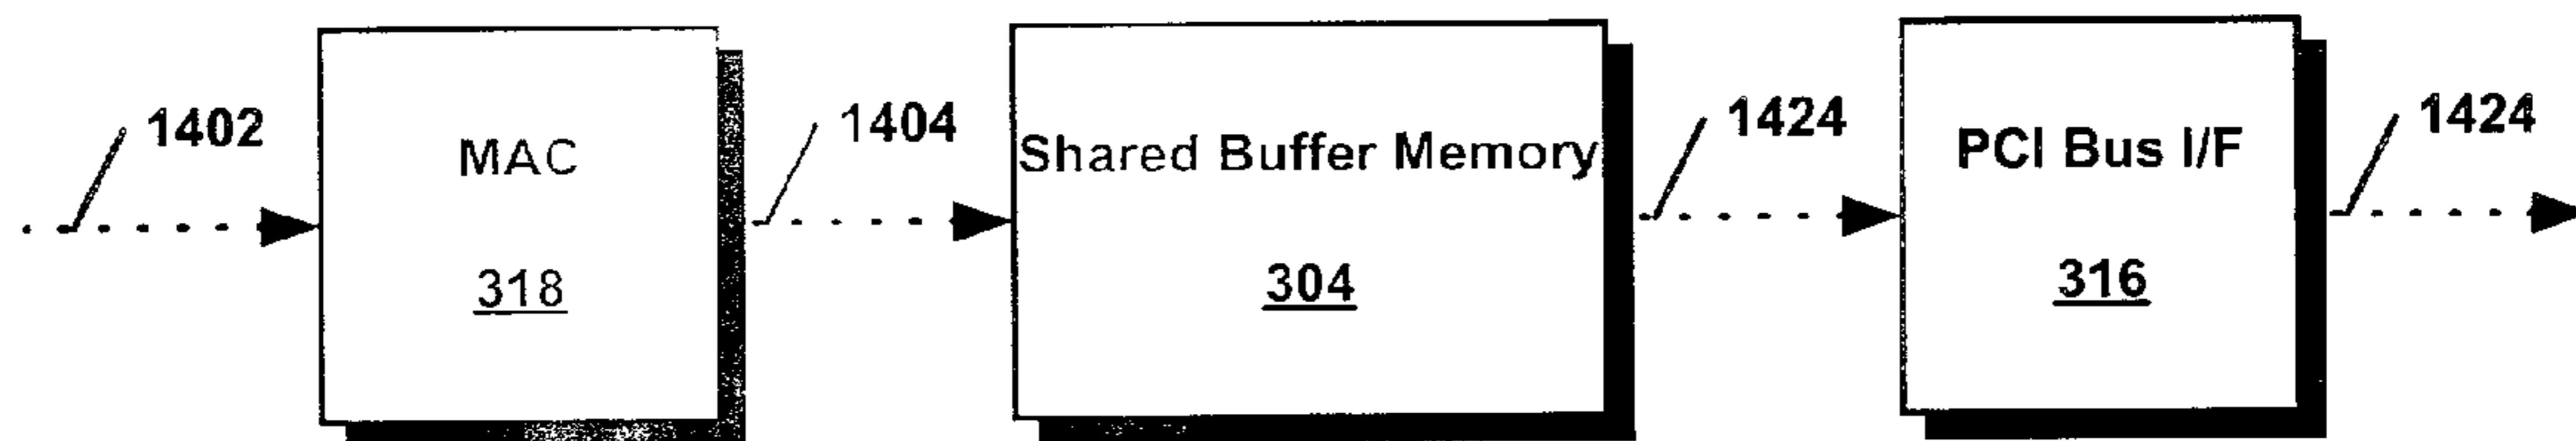 1402
MAC
318
1404
Shared Buffer Memory
304
1424
PCI Bus I/F
316
1424